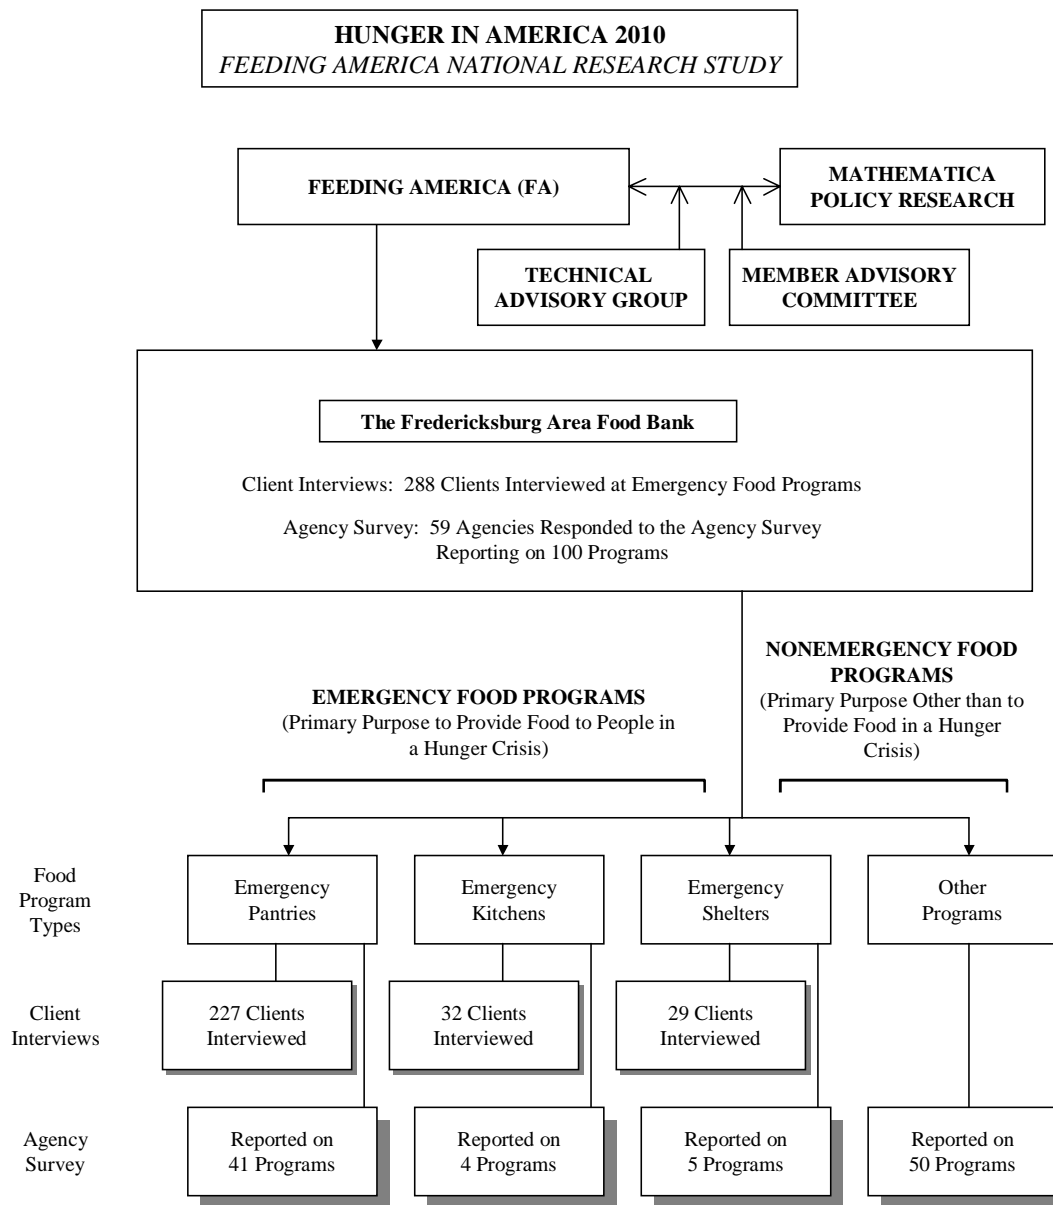 HUNGER IN AMERICA 2010
FEEDING AMERICA NATIONAL RESEARCH STUDY
FEEDING AMERICA (FA)
MATHEMATICA
POLICY RESEARCH
TECHNICAL
ADVISORY GROUP
MEMBER ADVISORY
COMMITTEE
The Fredericksburg Area Food Bank
Client Interviews:  288 Clients Interviewed at Emergency Food Programs
Agency Survey:  59 Agencies Responded to the Agency Survey
Reporting on 100 Programs
EMERGENCY FOOD PROGRAMS
(Primary Purpose to Provide Food to People in
a Hunger Crisis)
NONEMERGENCY FOOD
PROGRAMS
(Primary Purpose Other than to
Provide Food in a Hunger
Crisis)
Food
Program
Types
Emergency
Pantries
Emergency
Kitchens
Emergency
Shelters
Other
Programs
Client
Interviews
227 Clients
Interviewed
32 Clients
Interviewed
29 Clients
Interviewed
Agency
Survey
Reported on
41 Programs
Reported on
4 Programs
Reported on
5 Programs
Reported on
50 Programs